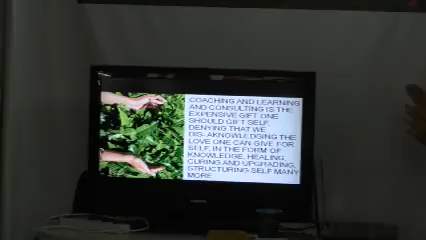 COACHING AND LEARNING
AND CONSULTING IS THE
EXPENSIVE GIFT ONE
SHOULD GIFT SELF.
DENYING THAT WE
DIS- AKNOWLEDGING THE
LOVE ONE CAN GIVE FOR
SELF, IN THE FORM OF
KNOWLEDGE, HEALING,
CURING AND UPGRADING,
STRUCTURING SELF MANY
MORE